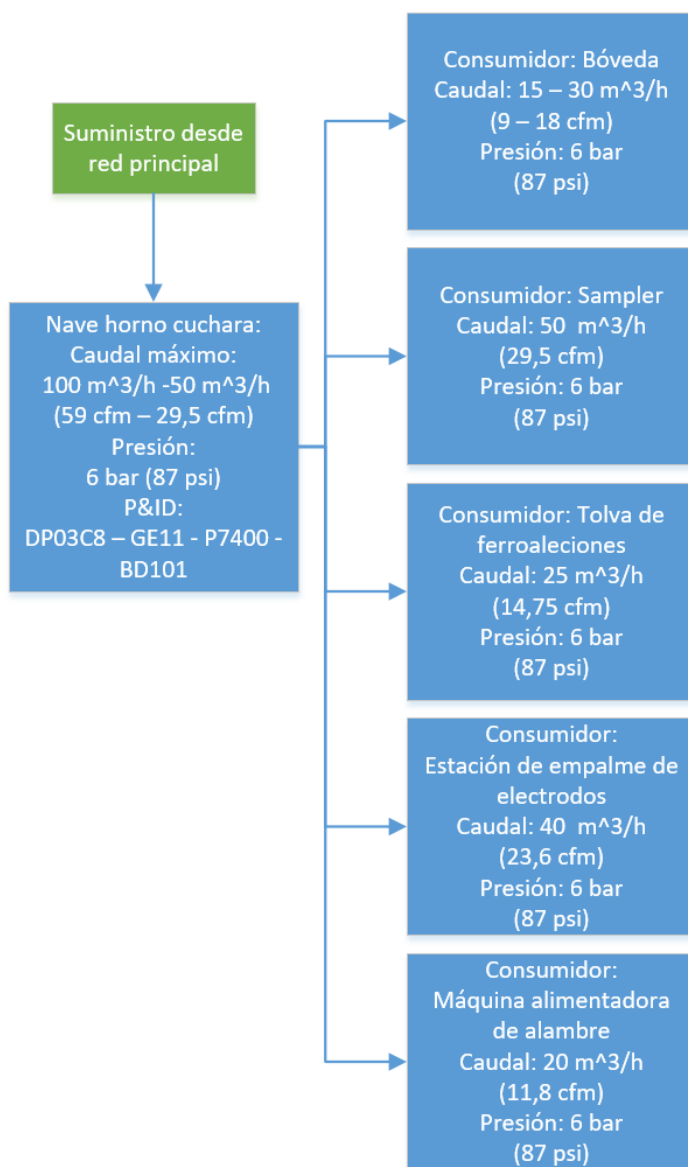 Suministro desde
red principal
Nave horno cuchara:
Caudal máximo:
100 m^3/h -50 m^3/h
(59 cfm – 29,5 cfm)
Presión:
6 bar (87 psi)
P&ID:
DP03C8 – GE11 - P7400 -
BD101
Consumidor: Bóveda
Caudal: 15 – 30 m^3/h
(9 – 18 cfm)
Presión: 6 bar
(87 psi)
Consumidor: Sampler
Caudal: 50  m^3/h
(29,5 cfm)
Presión: 6 bar
(87 psi)
Consumidor: Tolva de
ferroaleciones
Caudal: 25 m^3/h
(14,75 cfm)
Presión: 6 bar
(87 psi)
Consumidor:
Estación de empalme de
electrodos
Caudal: 40  m^3/h
(23,6 cfm)
Presión: 6 bar
(87 psi)
Consumidor:
Máquina alimentadora
de alambre
Caudal: 20 m^3/h
(11,8 cfm)
Presión: 6 bar
(87 psi)